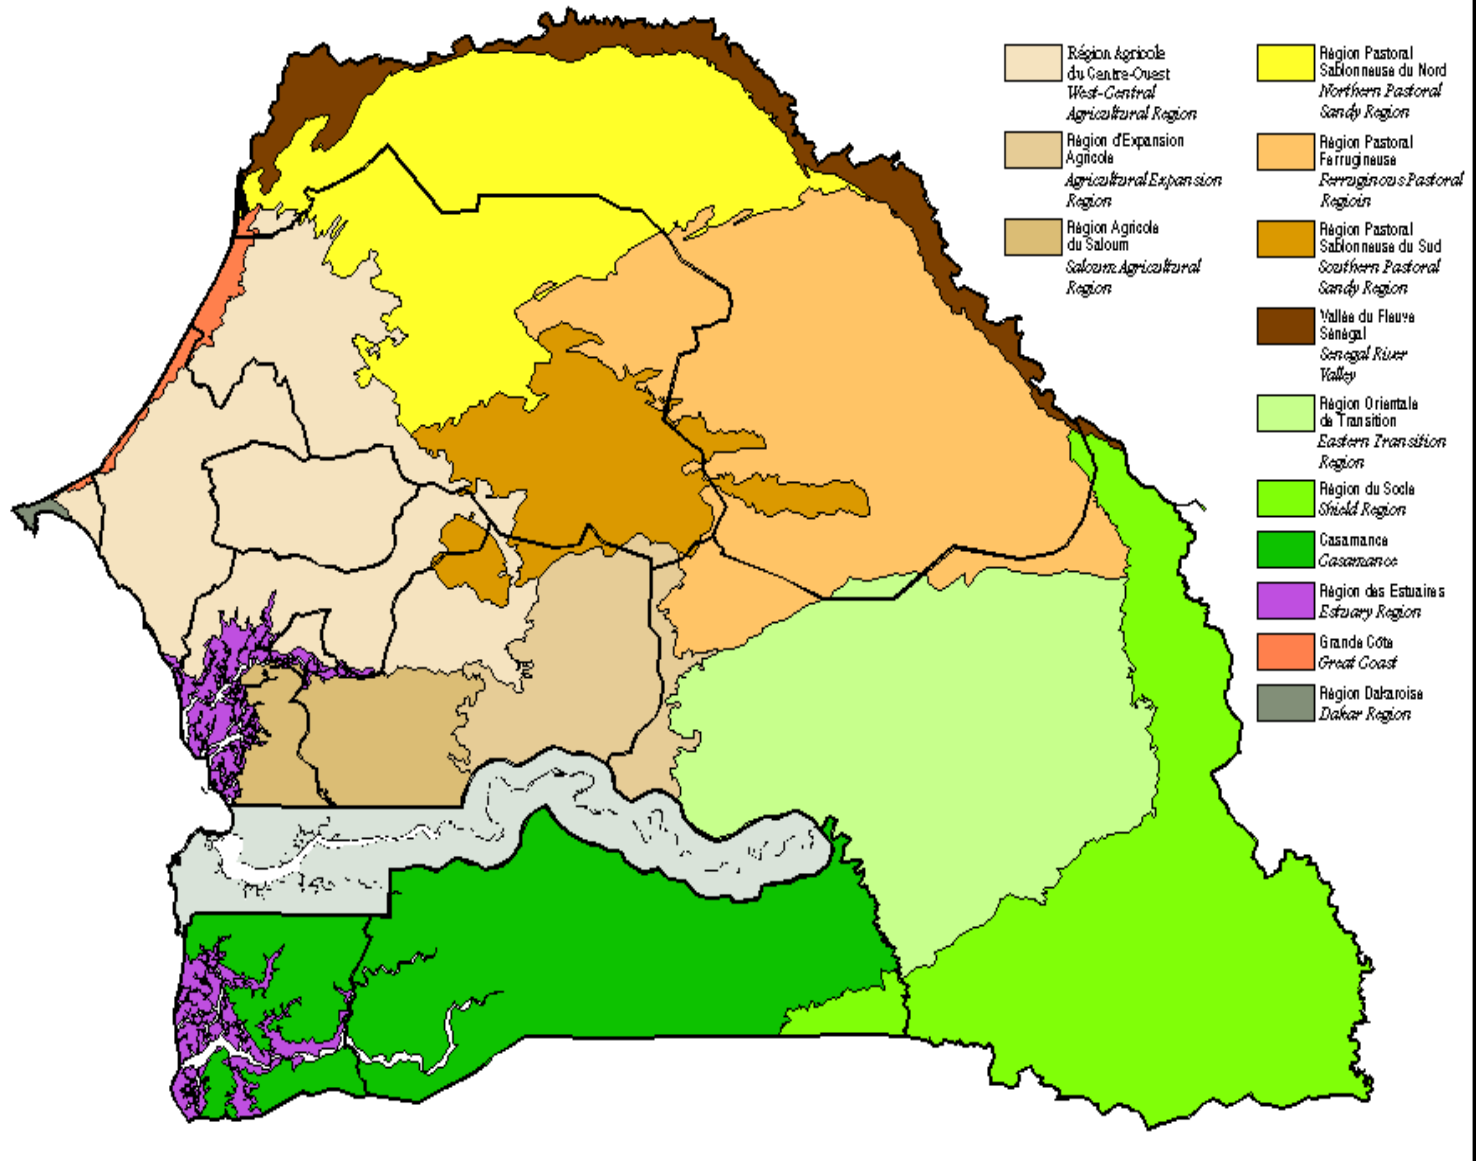 Région Agricole
du Centre-Ouest
West-Central
Agricultural Region
Région d'Expansion
Agricole
Agricultural Expansion
Region
Région Agricole
du Saloum
Saloum Agricultural
Region
Région Pastoral
Sablonneuse du Nord
Northern Pastoral
Sandy Region
Région Pastoral
Ferrugineuse
Ferruginous Pastoral
Regioin
Région Pastoral
Sablonneuse du Sud
Southern Pastoral
Sandy Region
Vallée du Fleuve
Sénégal
Senegal River
Valley
Région Orientale
de Transition
Eastern Transition
Region
Région du Socle
Shield Region
Casamance
Casamance
Région des Estuaires
Estuary Region
Grande Côte
Great Coast
Région Dakaroise
Dakar Region